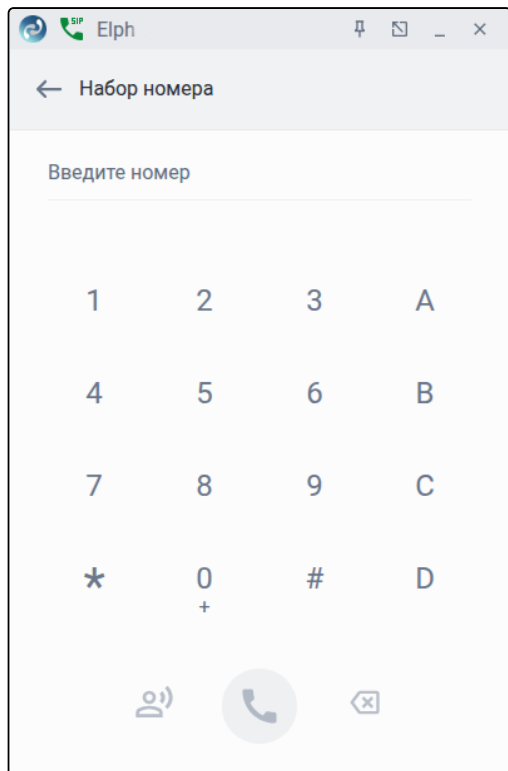 SIP Elph
Набор номера
Введите номер
1 2 3 A
4 5 6 B
7 8 9 C
* 0 # D
+